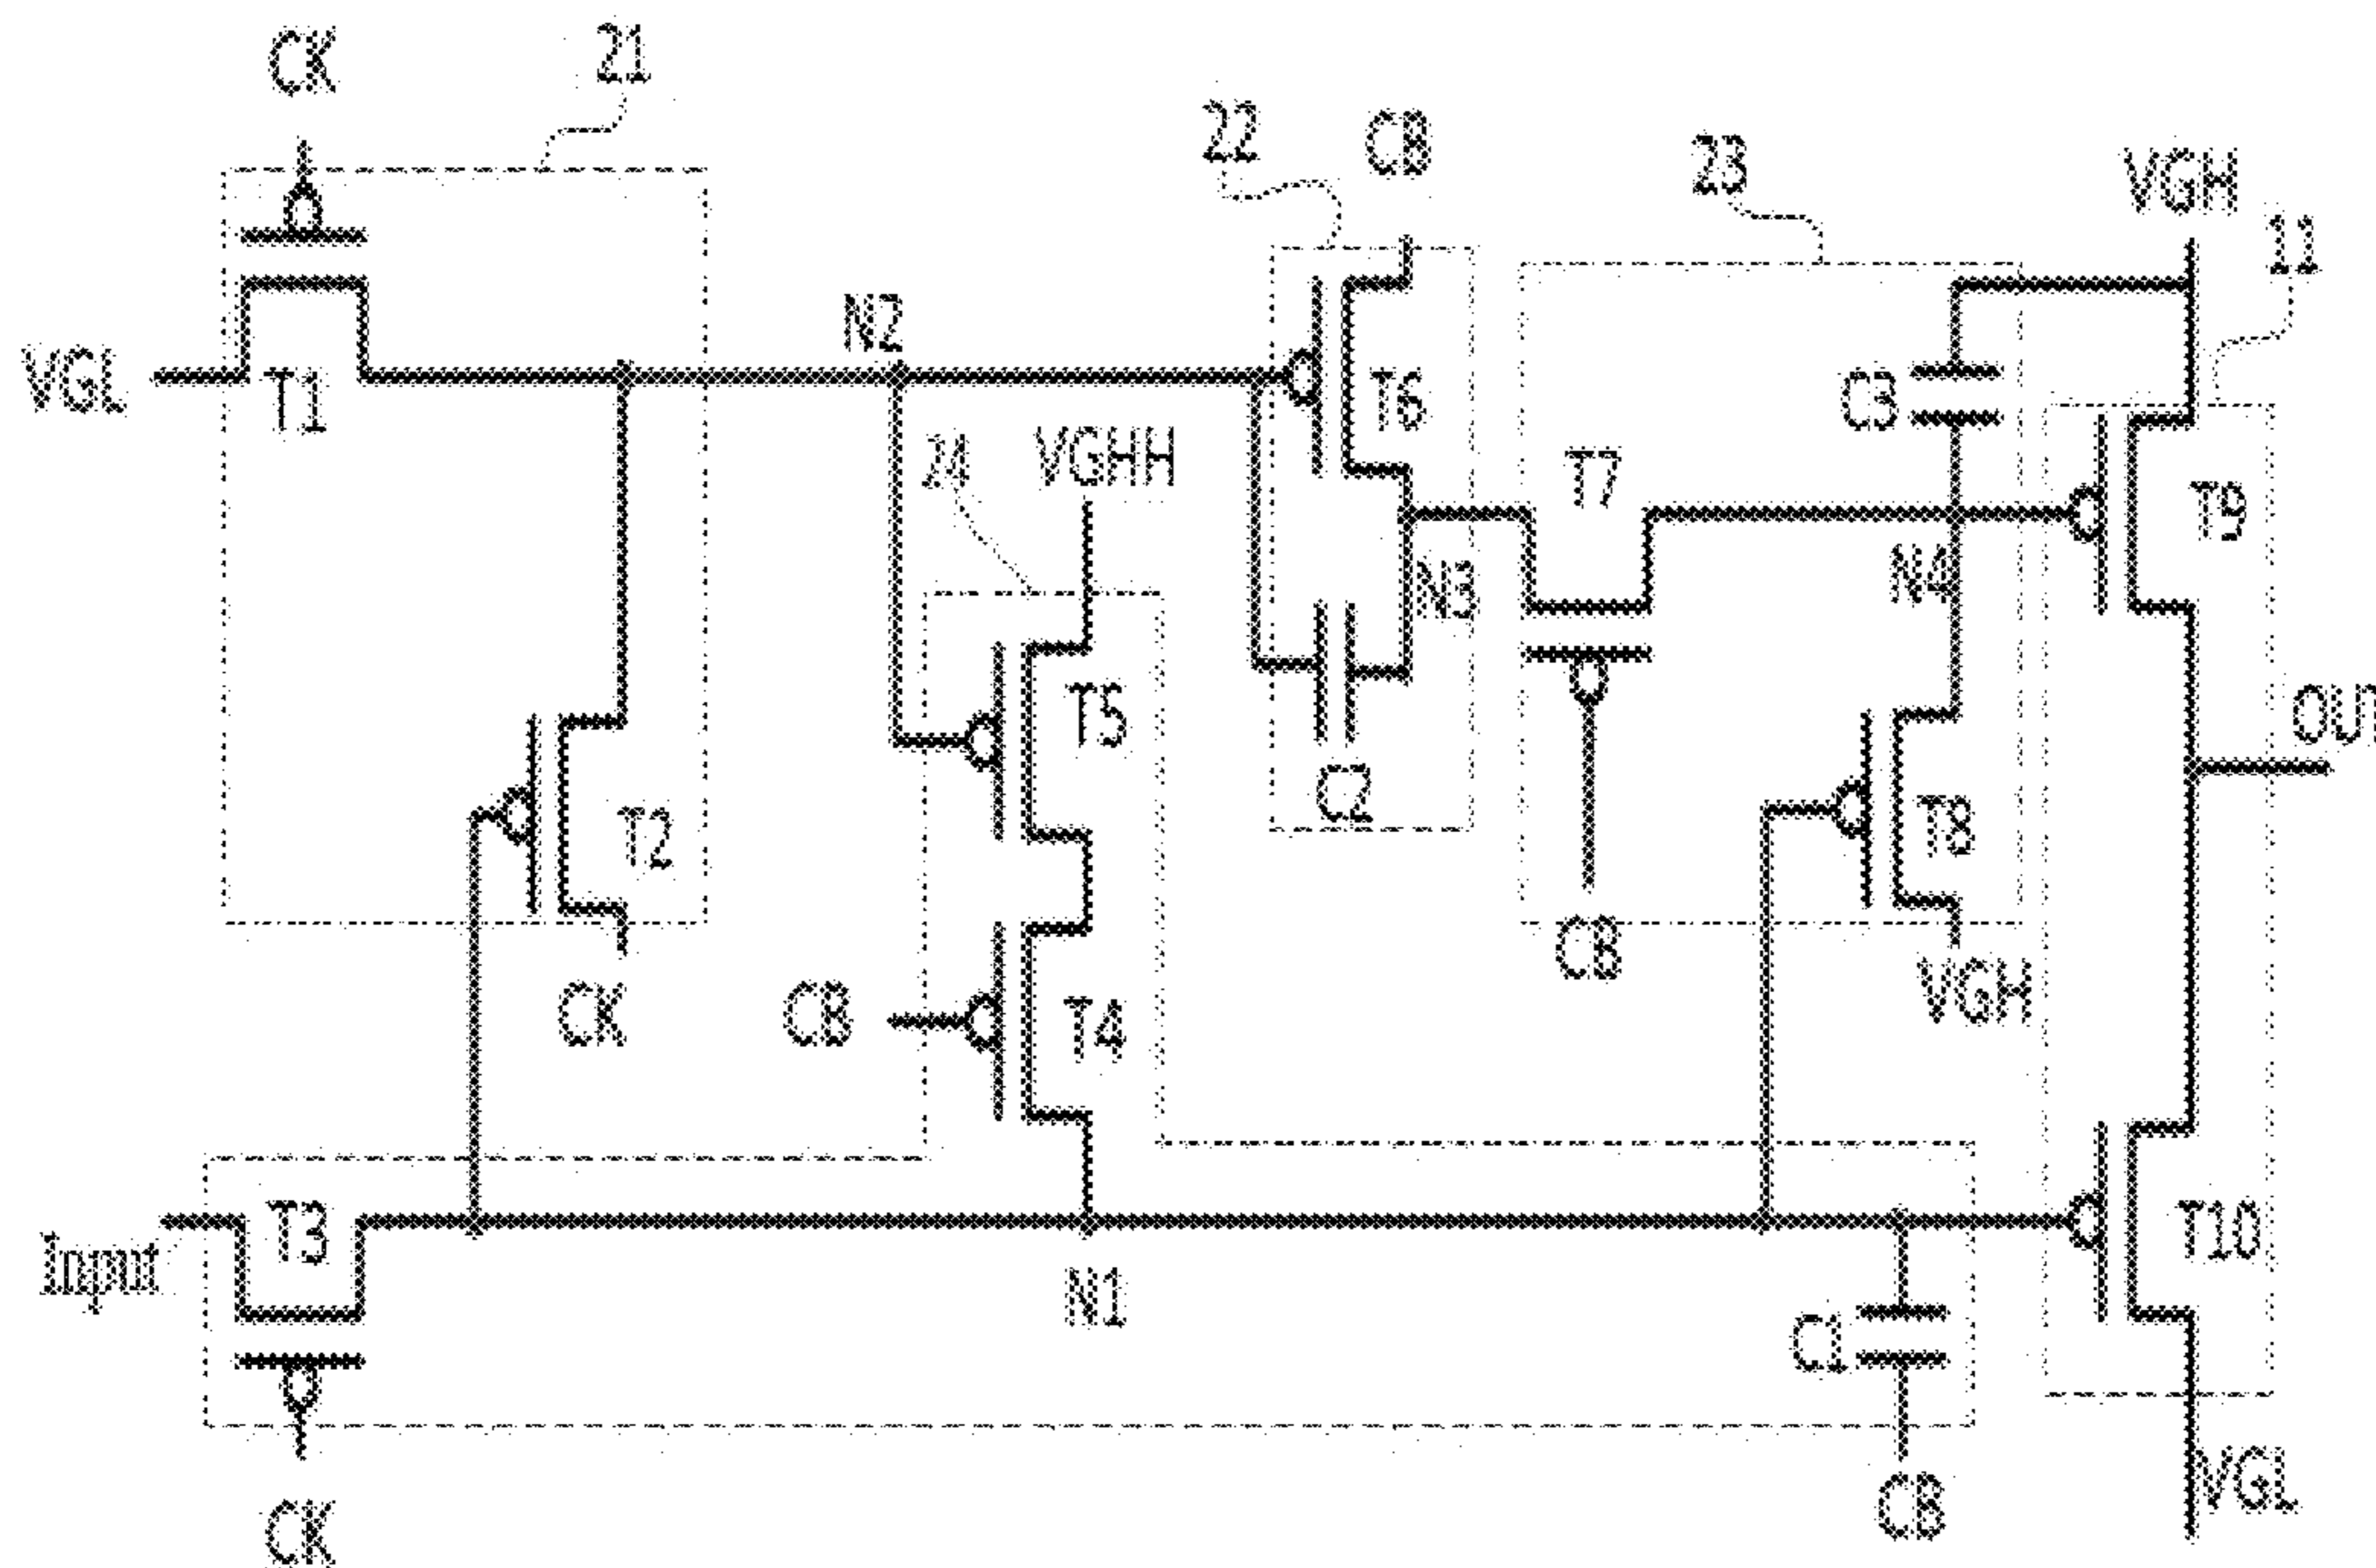 CK
21
22
CB
23
VGH
11
N2
VGL
T1
T6
C3
24
VGHH
T7
T9
N3
N4
T5
OUT
C2
T2
T8
CB
CK
CB
T4
VGH
T3
Input
N1
T10
C1
VGL
CK
CB